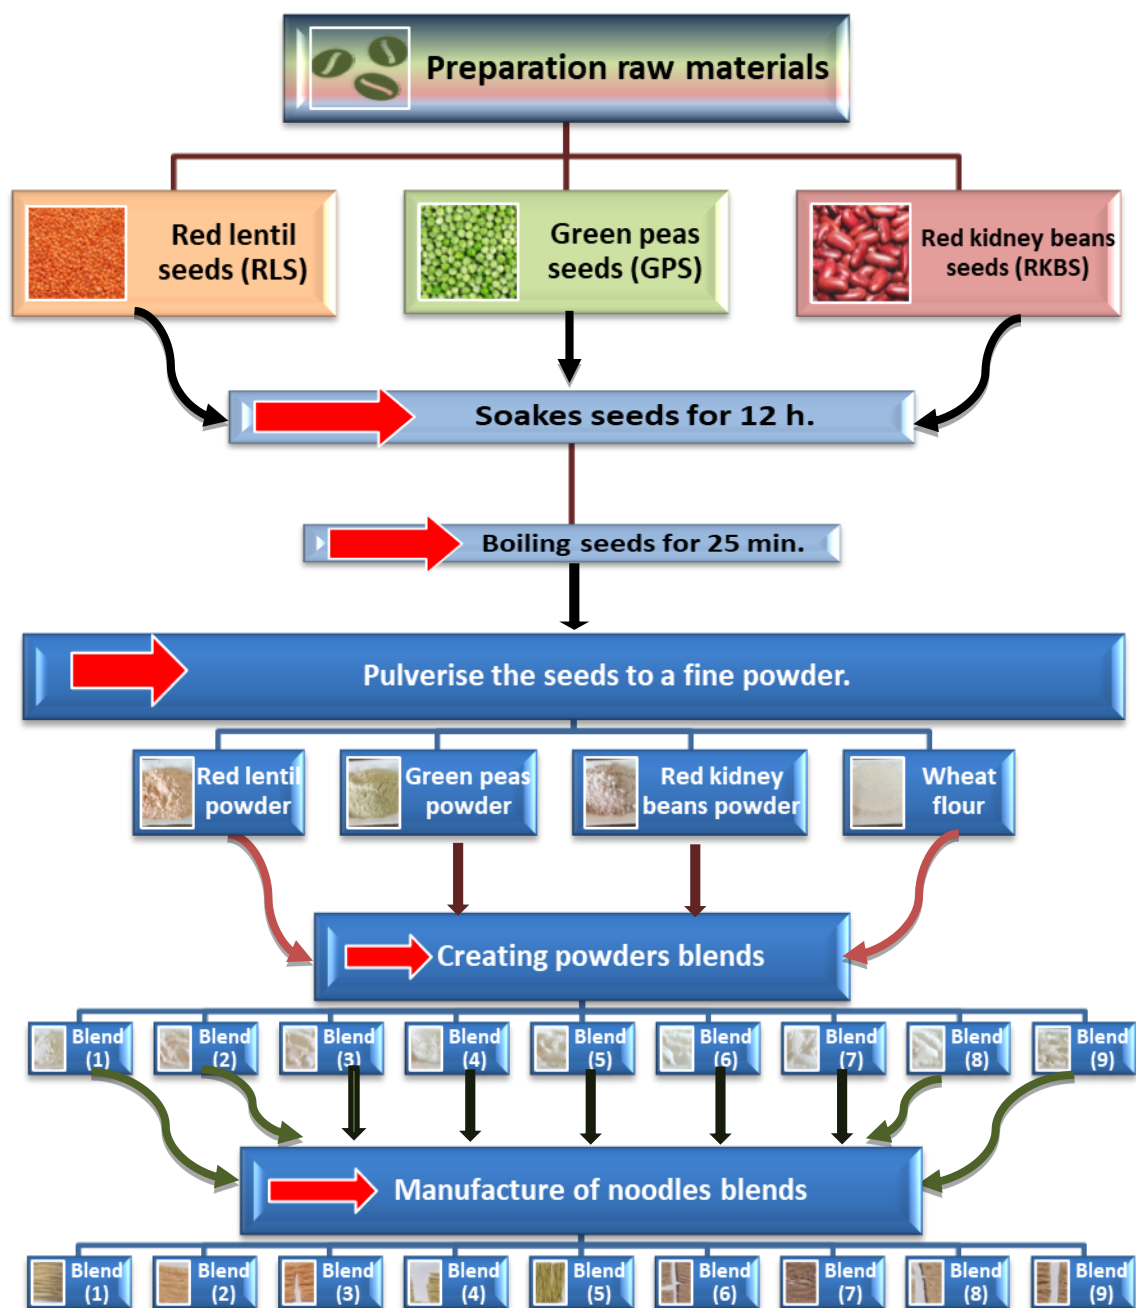 Preparation raw materials
Red lentil
seeds (RLS)
Green peas
seeds (GPS)
Red kidney beans
seeds (RKBS)
Soakes seeds for 12 h.
Boiling seeds for 25 min.
Pulverise the seeds to a fine powder.
Red lentil
powder
Green peas
powder
Red kidney
beans powder
Wheat
flour
Creating powders blends
Blend
(1)
Blend
(2)
Blend
(3)
Blend
(4)
Blend
(5)
Blend
(6)
Blend
(7)
Blend
(8)
Blend
(9)
Manufacture of noodles blends
Blend
(1)
Blend
(2)
Blend
(3)
Blend
(4)
Blend
(5)
Blend
(6)
Blend
(7)
Blend
(8)
Blend
(9)